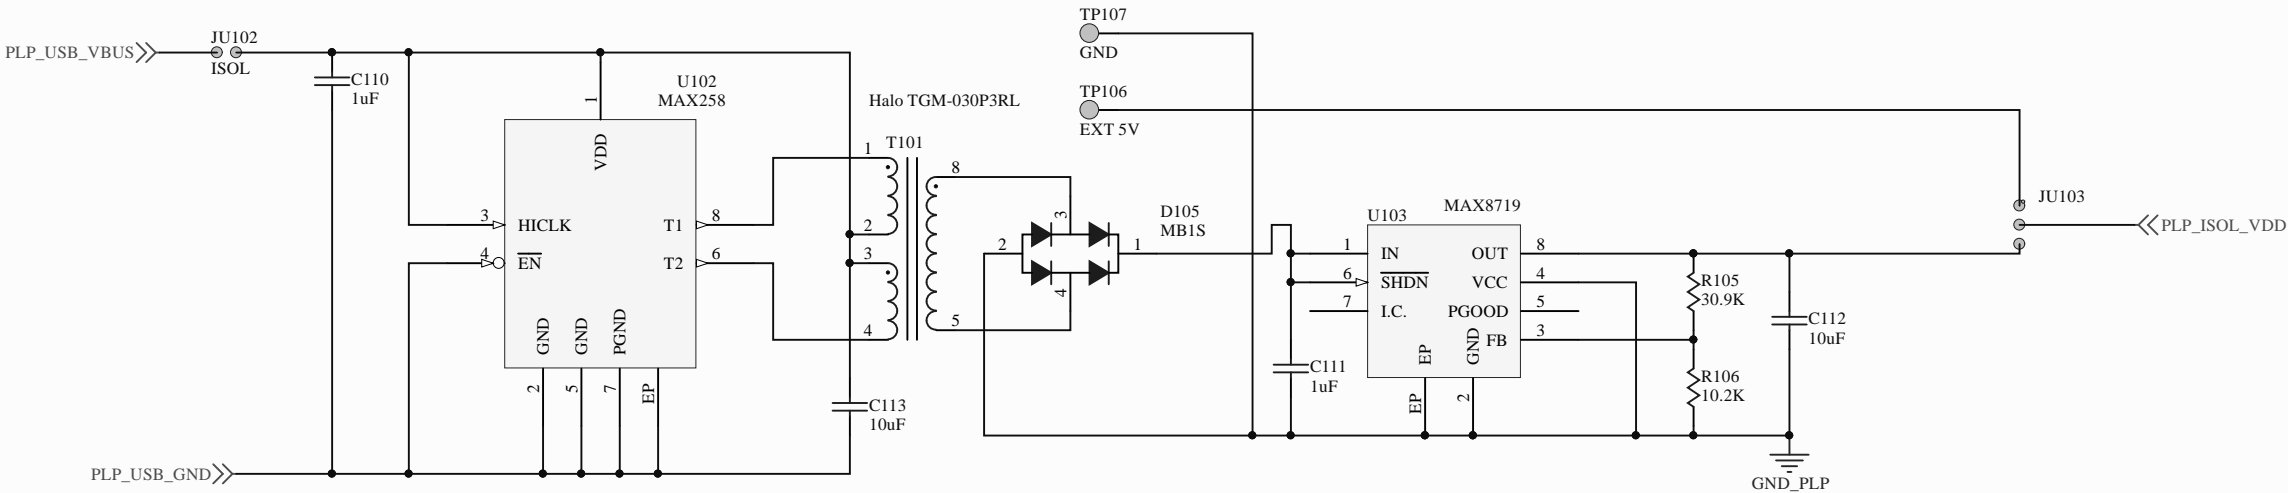 PLP_USB_VBUS
JU102
ISOL
C110
1uF
U102
MAX258
1
VDD
3
HICLK
4
EN
T1
8
T2
6
GND
GND
PGND
2
5
7
EP
PLP_USB_GND
Halo TGM-030P3RL
T101
1
2
3
4
8
5
C113
10uF
TP107
GND
TP106
EXT 5V
3
2
1
4
D105
MB1S
U103
MAX8719
1
IN
6
SHDN
7
I.C.
OUT
8
VCC
4
PGOOD
5
FB
3
EP
GND
EP
2
C111
1uF
R105
30.9K
R106
10.2K
C112
10uF
JU103
PLP_ISOL_VDD
GND_PLP